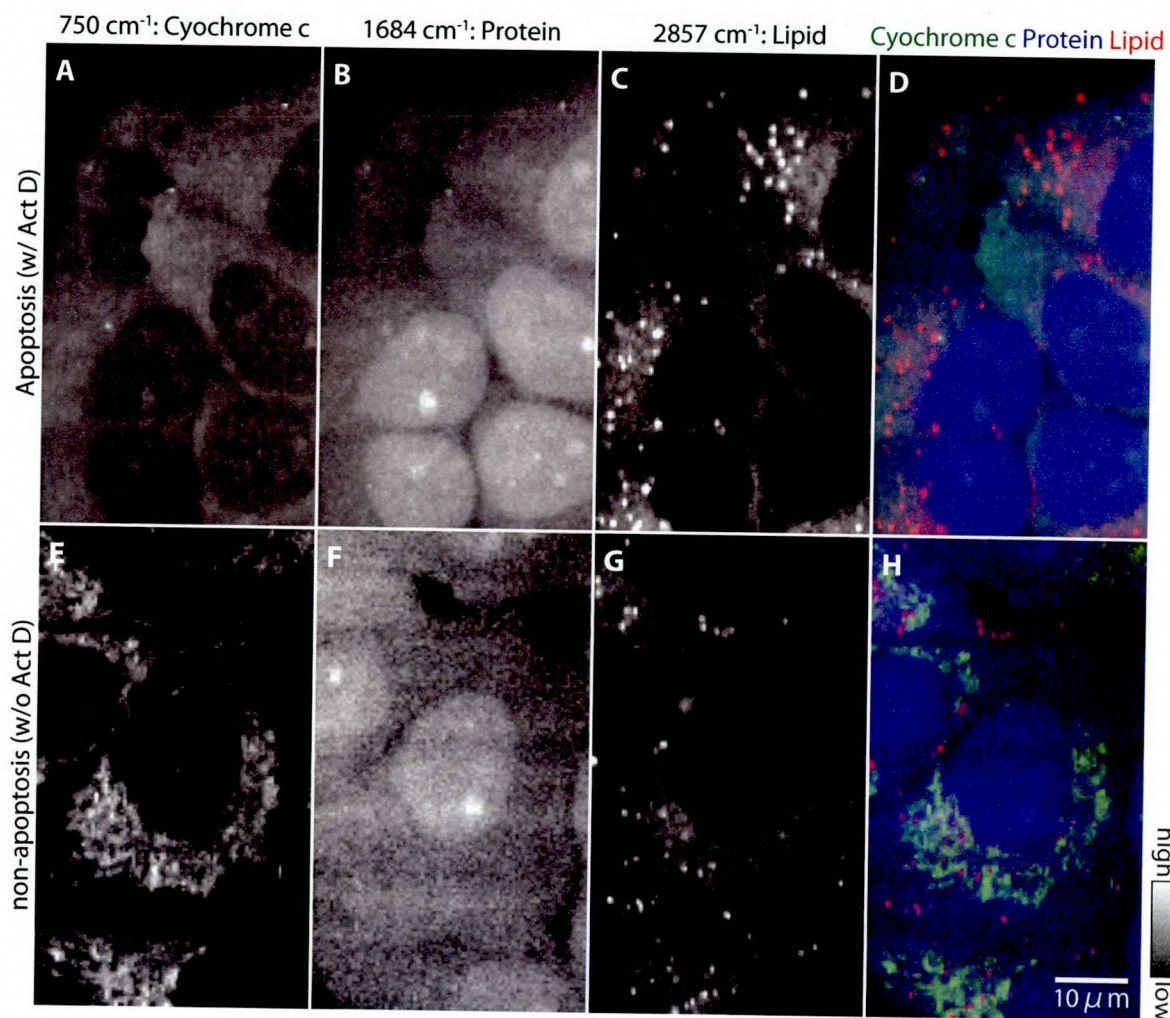 750 cm⁻¹: Cyochrome c
1684 cm⁻¹: Protein
2857 cm⁻¹: Lipid
Cyochrome c Protein Lipid
Apoptosis (w/ Act D)
A
B
C
D
non-apoptosis (w/o Act D)
E
F
G
H
high
low
10 μm